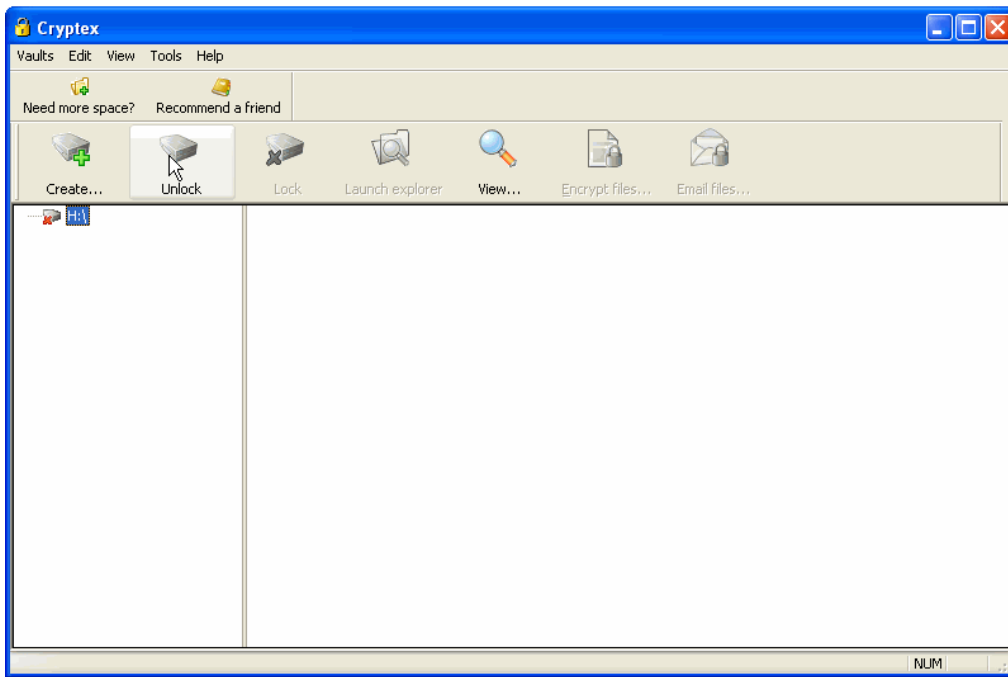 Cryptex
Vaults Edit View Tools Help
Need more space? Recommend a friend
Create... Unlock Lock Launch explorer View... Encrypt files... Email files...
H:\
NUM